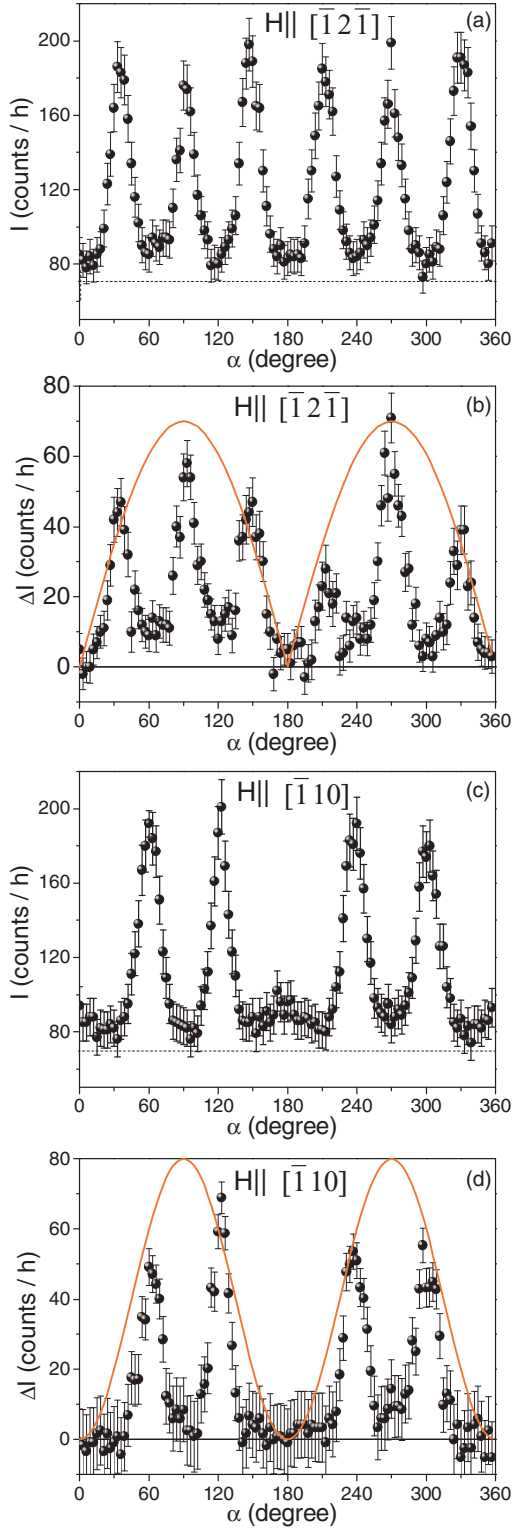 (a)
H|| [1̅21̅]
200
160
120
80
I (counts / h)
0 60 120 180 240 300 360
α (degree)
(b)
H|| [1̅21̅]
80
60
40
20
0
ΔI (counts / h)
0 60 120 180 240 300 360
α (degree)
(c)
H|| [1̅10]
200
160
120
80
I (counts / h)
0 60 120 180 240 300 360
α (degree)
(d)
H|| [1̅10]
80
60
40
20
0
ΔI (counts / h)
0 60 120 180 240 300 360
α (degree)